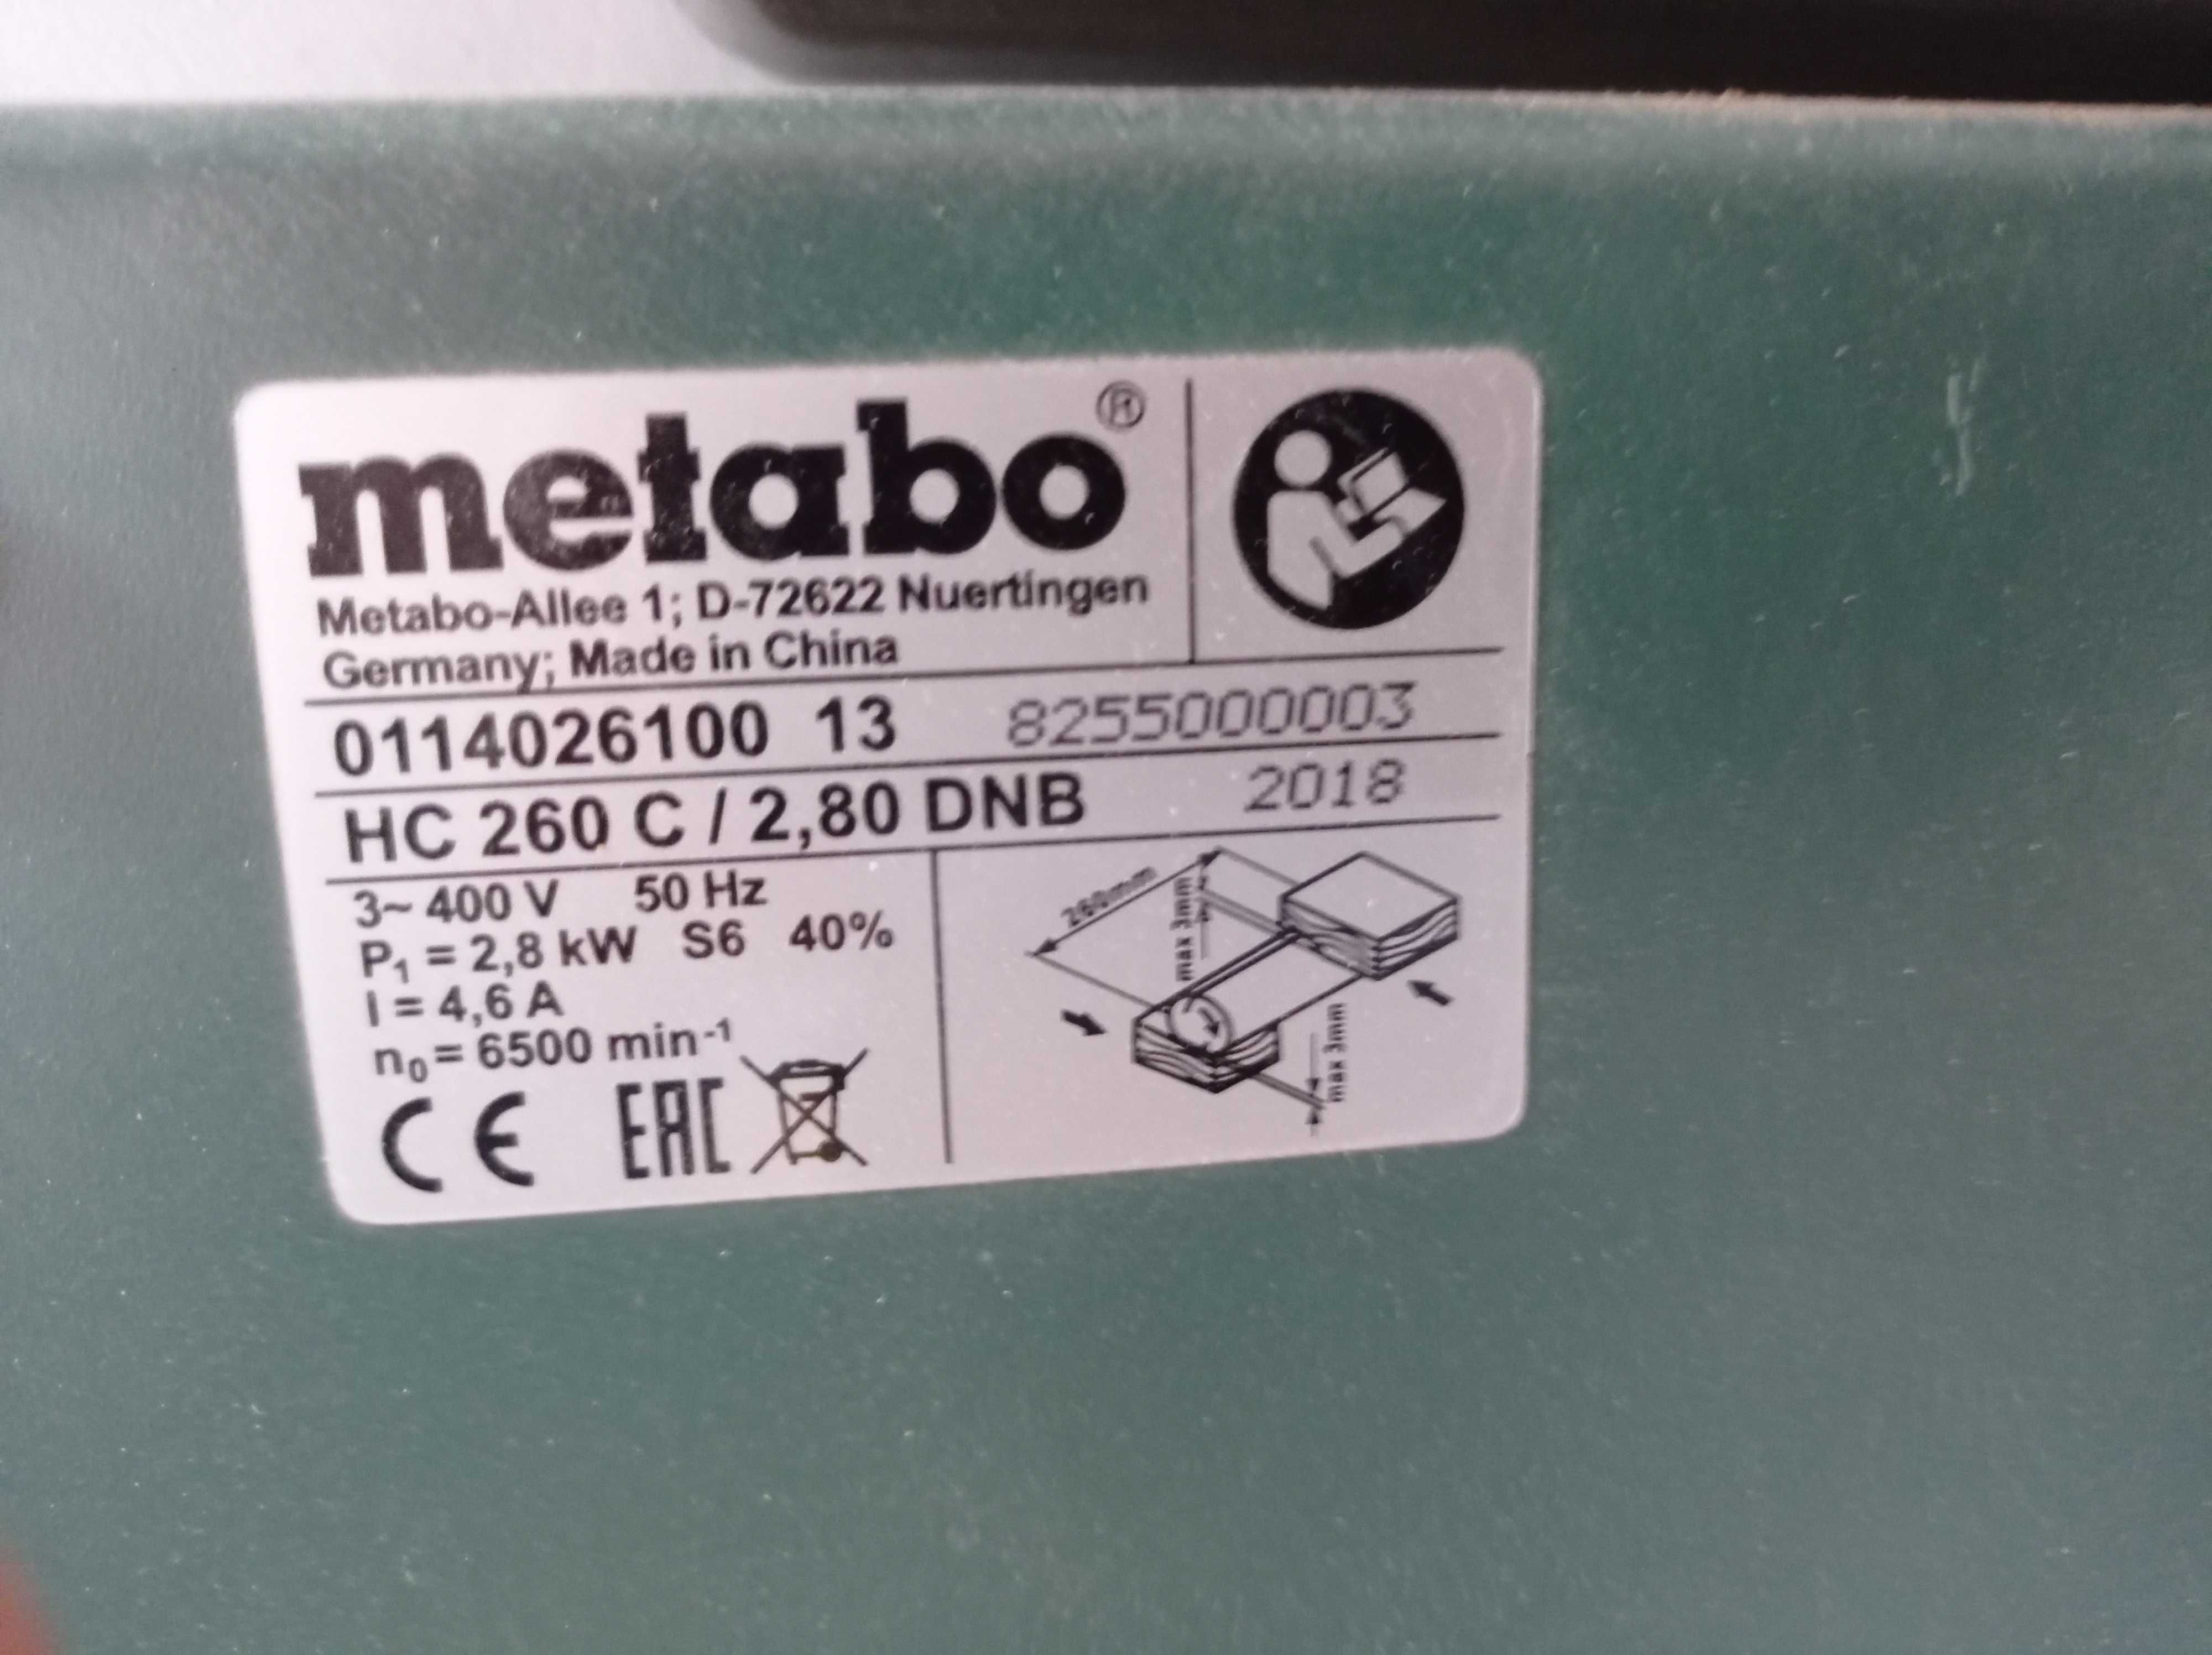 metabo®
Metabo-Allee 1; D-72622 Nuertingen
Germany; Made in China
0114026100 13 8255000003
HC 260 C / 2,80 DNB 2018
3~ 400 V 50 Hz
P₁ = 2,8 kW S6 40%
I = 4,6 A
n₀ = 6500 min⁻¹
CE EAC
260mm
max 3mm
max 3mm